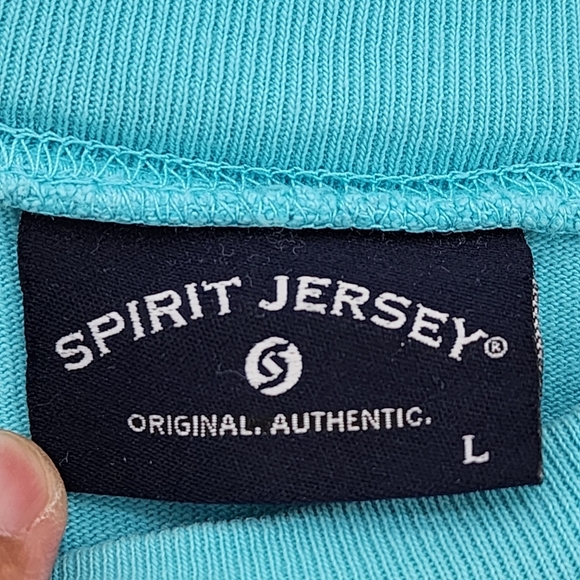 SPIRIT JERSEY®
ORIGINAL. AUTHENTIC.
L